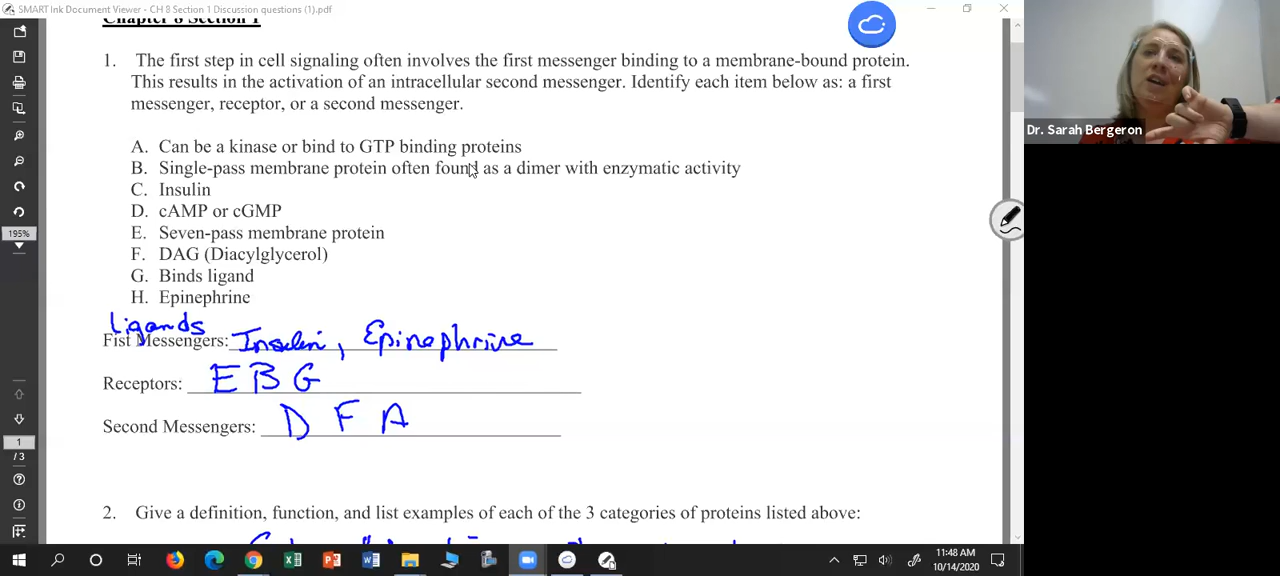 SMART Ink Document Viewer - CH 8 Section 1 Discussion questions (1).pdf
Chapter 8 Section 1
1. The first step in cell signaling often involves the first messenger binding to a membrane-bound protein.
This results in the activation of an intracellular second messenger. Identify each item below as: a first
messenger, receptor, or a second messenger.
A. Can be a kinase or bind to GTP binding proteins
B. Single-pass membrane protein often found as a dimer with enzymatic activity
C. Insulin
D. cAMP or cGMP
E. Seven-pass membrane protein
F. DAG (Diacylglycerol)
G. Binds ligand
H. Epinephrine
Ligands
Fist Messengers: Insulin, Epinephrine
Receptors: E B G
Second Messengers: D F A
2. Give a definition, function, and list examples of each of the 3 categories of proteins listed above:
Dr. Sarah Bergeron
195%
1
/ 3
11:48 AM
10/14/2020